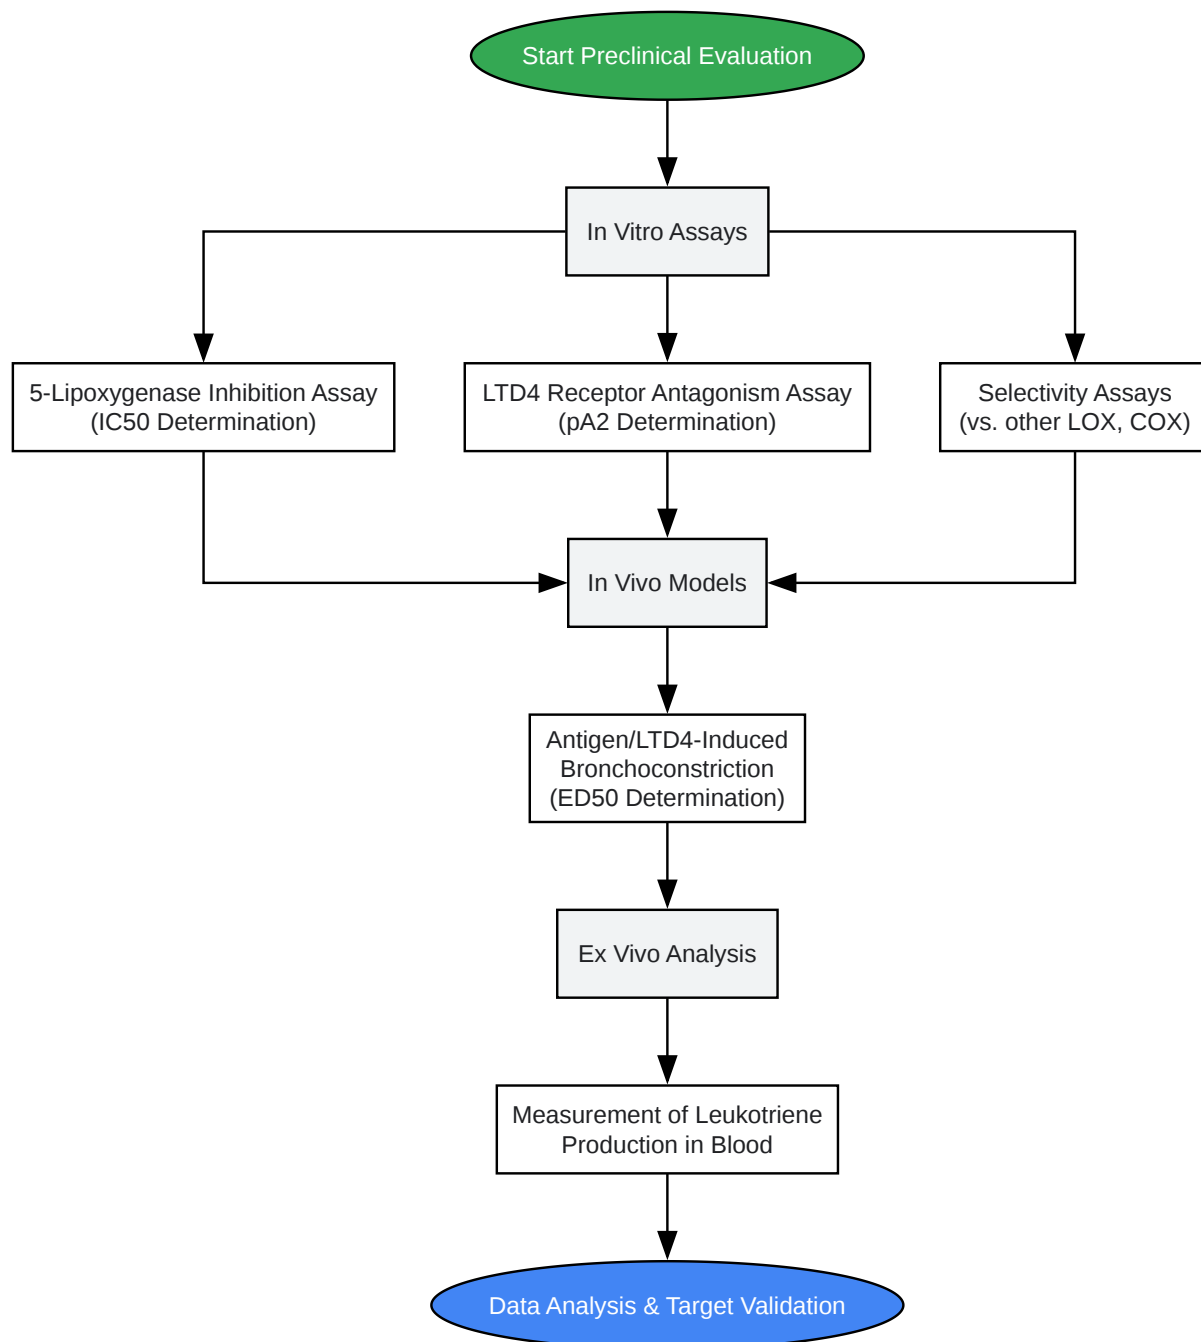 Start Preclinical Evaluation
In Vitro Assays
5-Lipoxygenase Inhibition Assay
(IC50 Determination)
LTD4 Receptor Antagonism Assay
(pA2 Determination)
Selectivity Assays
(vs. other LOX, COX)
In Vivo Models
Antigen/LTD4-Induced
Bronchoconstriction
(ED50 Determination)
Ex Vivo Analysis
Measurement of Leukotriene
Production in Blood
Data Analysis & Target Validation